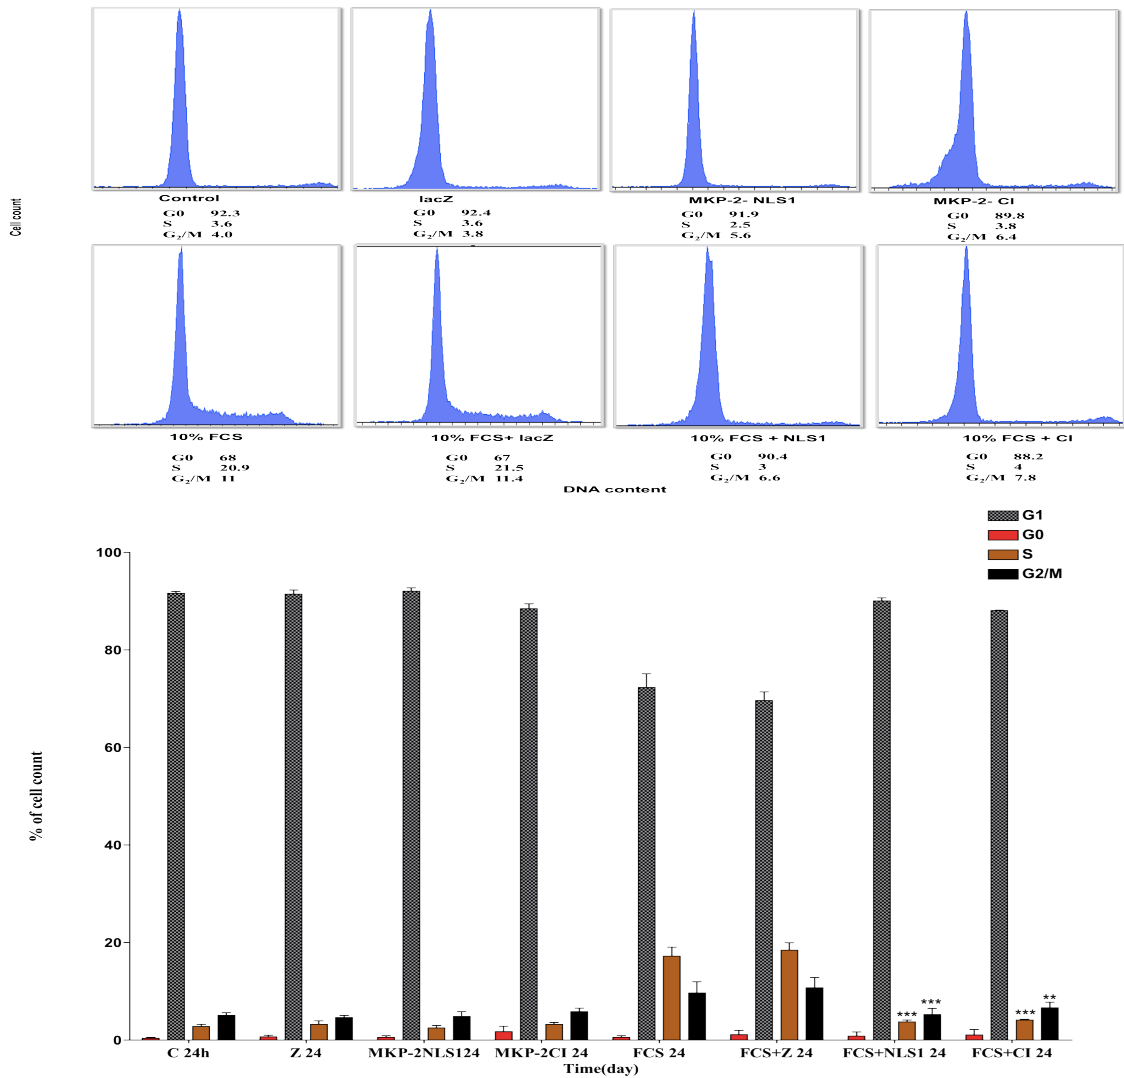 Cell count
Control
G0 92.3
S 3.6
G2/M 4.0
lacZ
G0 92.4
S 3.6
G2/M 3.8
MKP-2- NLS1
G0 91.9
S 2.5
G2/M 5.6
MKP-2- CI
G0 89.8
S 3.8
G2/M 6.4
10% FCS
G0 68
S 20.9
G2/M 11
10% FCS+ lacZ
G0 67
S 21.5
G2/M 11.4
10% FCS + NLS1
G0 90.4
S 3
G2/M 6.6
10% FCS + CI
G0 88.2
S 4
G2/M 7.8
DNA content
G1
G0
S
G2/M
% of cell count
100
80
60
40
20
0
*** *** *** **
C 24h Z 24 MKP-2NLS124 MKP-2CI 24 FCS 24 FCS+Z 24 FCS+NLS1 24 FCS+CI 24
Time(day)